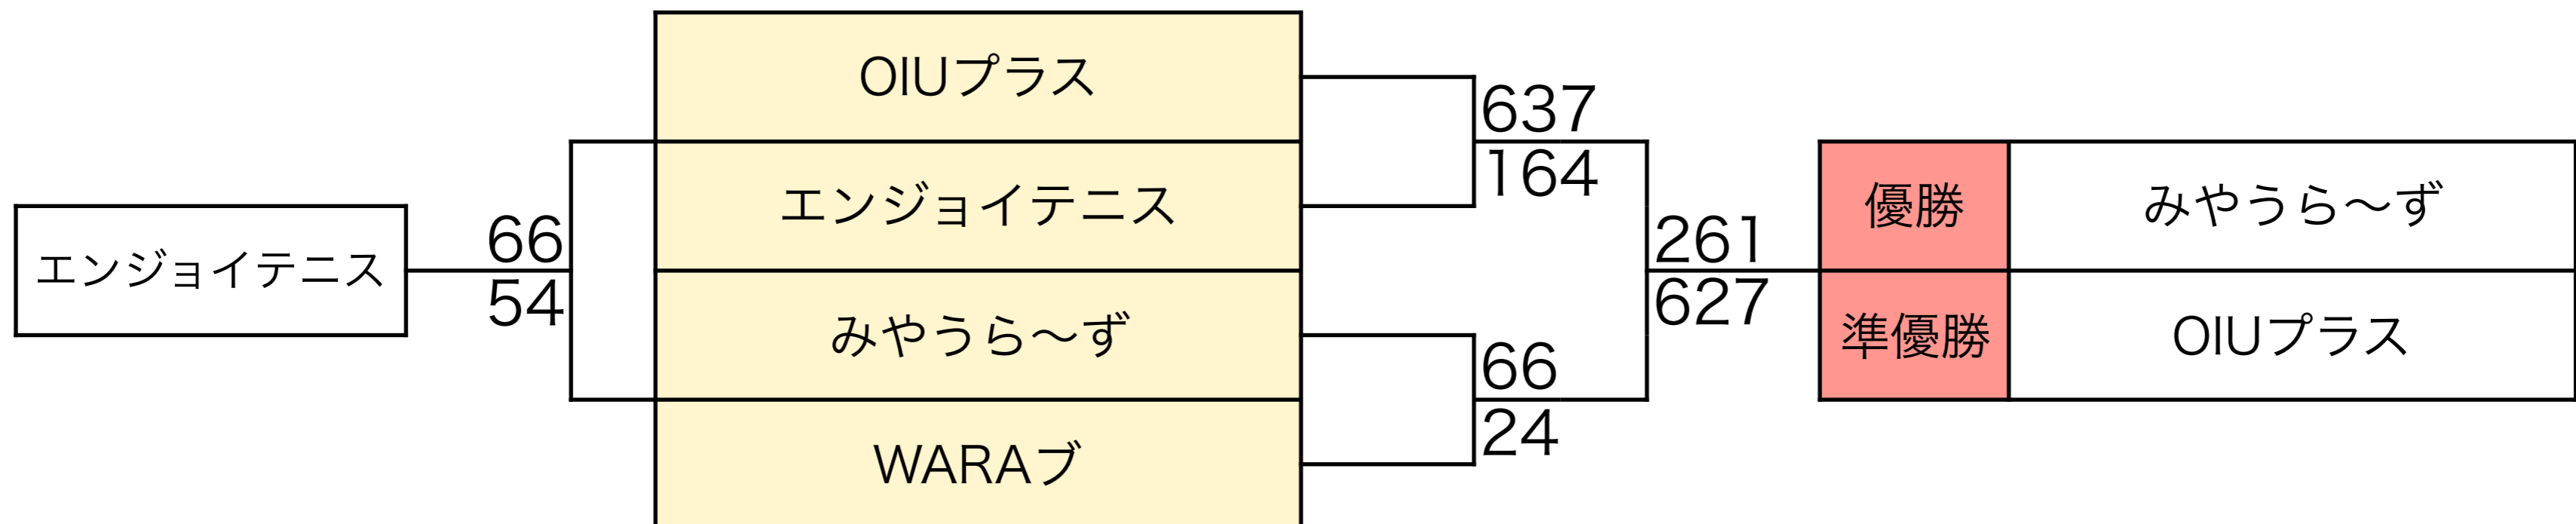 エンジョイテニス
66
54
OIUプラス
エンジョイテニス
みやうら～ず
WARAブ
637
164
66
24
261
627
優勝 みやうら～ず
準優勝 OIUプラス